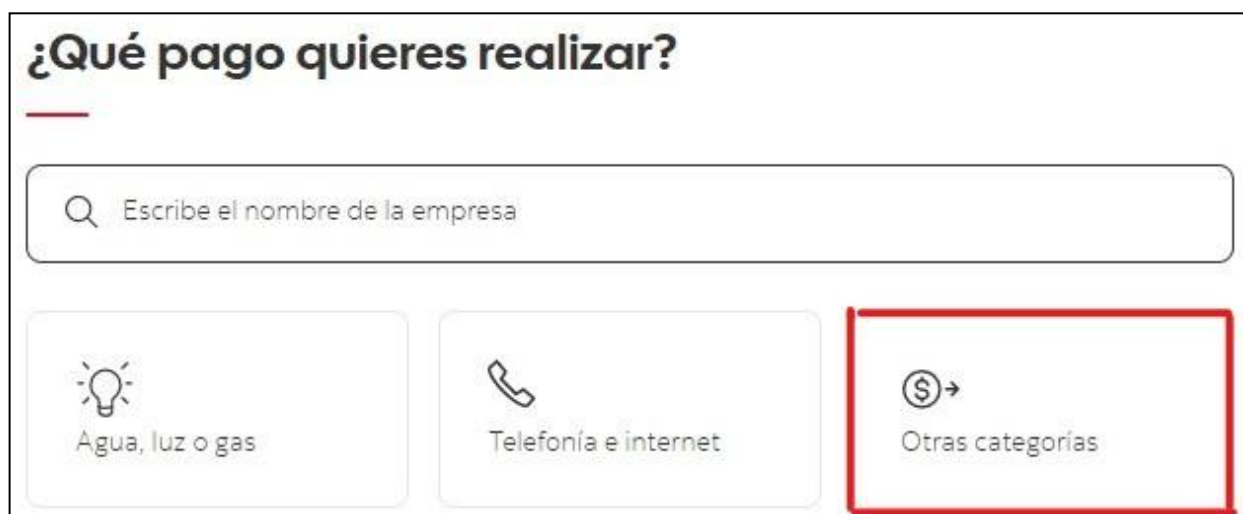 ¿Qué pago quieres realizar?
Escribe el nombre de la empresa
Agua, luz o gas
Telefonía e internet
Otras categorías